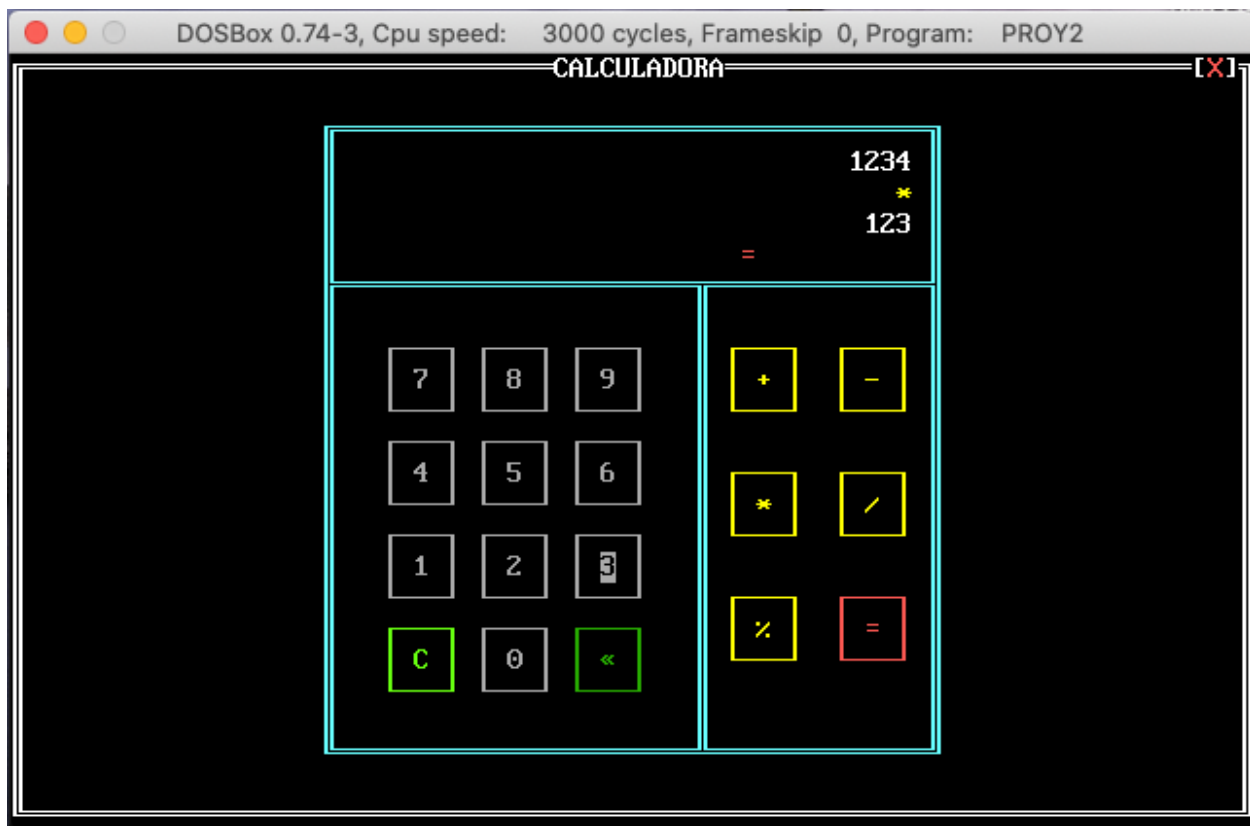 DOSBox 0.74-3, Cpu speed: 3000 cycles, Frameskip 0, Program: PROY2
CALCULADORA [X]
1234
*
123
=
7 8 9 + -
4 5 6
* /
1 2 3
% =
C 0 «